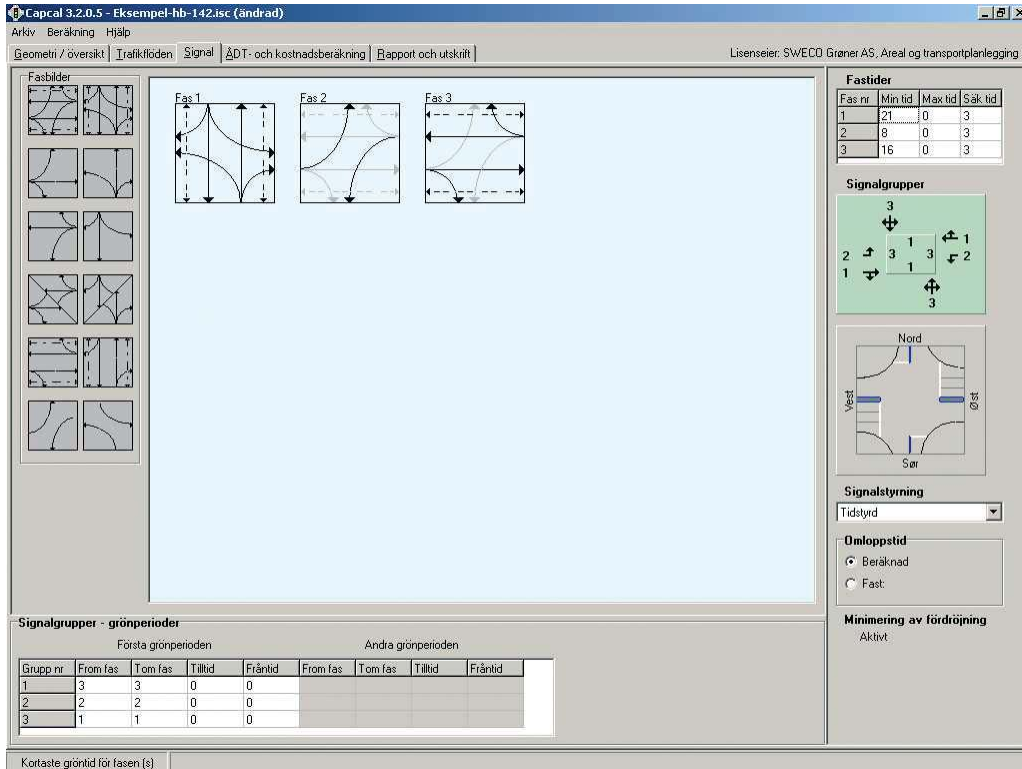 Capcal 3.2.0.5 - Eksempel-hb-142.isc (ändrad)
Arkiv Beräkning Hjälp
Geometri / översikt Trafikflöden Signal ÅDT- och kostnadsberäkning Rapport och utskrift Lisenseier: SWECO Grøner AS, Areal og transportplanlegging
Fasbilder
Fas 1 Fas 2 Fas 3
Fastider
Fas nr Min tid Max tid Säk tid
1 21 0 3
2 8 0 3
3 16 0 3
Signalgrupper
3
1
2 3 3 1
1 1 2
3
Nord
Vest Øst
Sør
Signalstyrning
Tidstyrd
Omloppstid
Beräknad
Fast:
Minimering av fördröjning
Aktivt
Signalgrupper - grönperioder
Första grönperioden Andra grönperioden
Grupp nr From fas Tom fas Tilltid Fråntid From fas Tom fas Tilltid Fråntid
1 3 3 0 0
2 2 2 0 0
3 1 1 0 0
Kortaste gröntid för fasen (s)